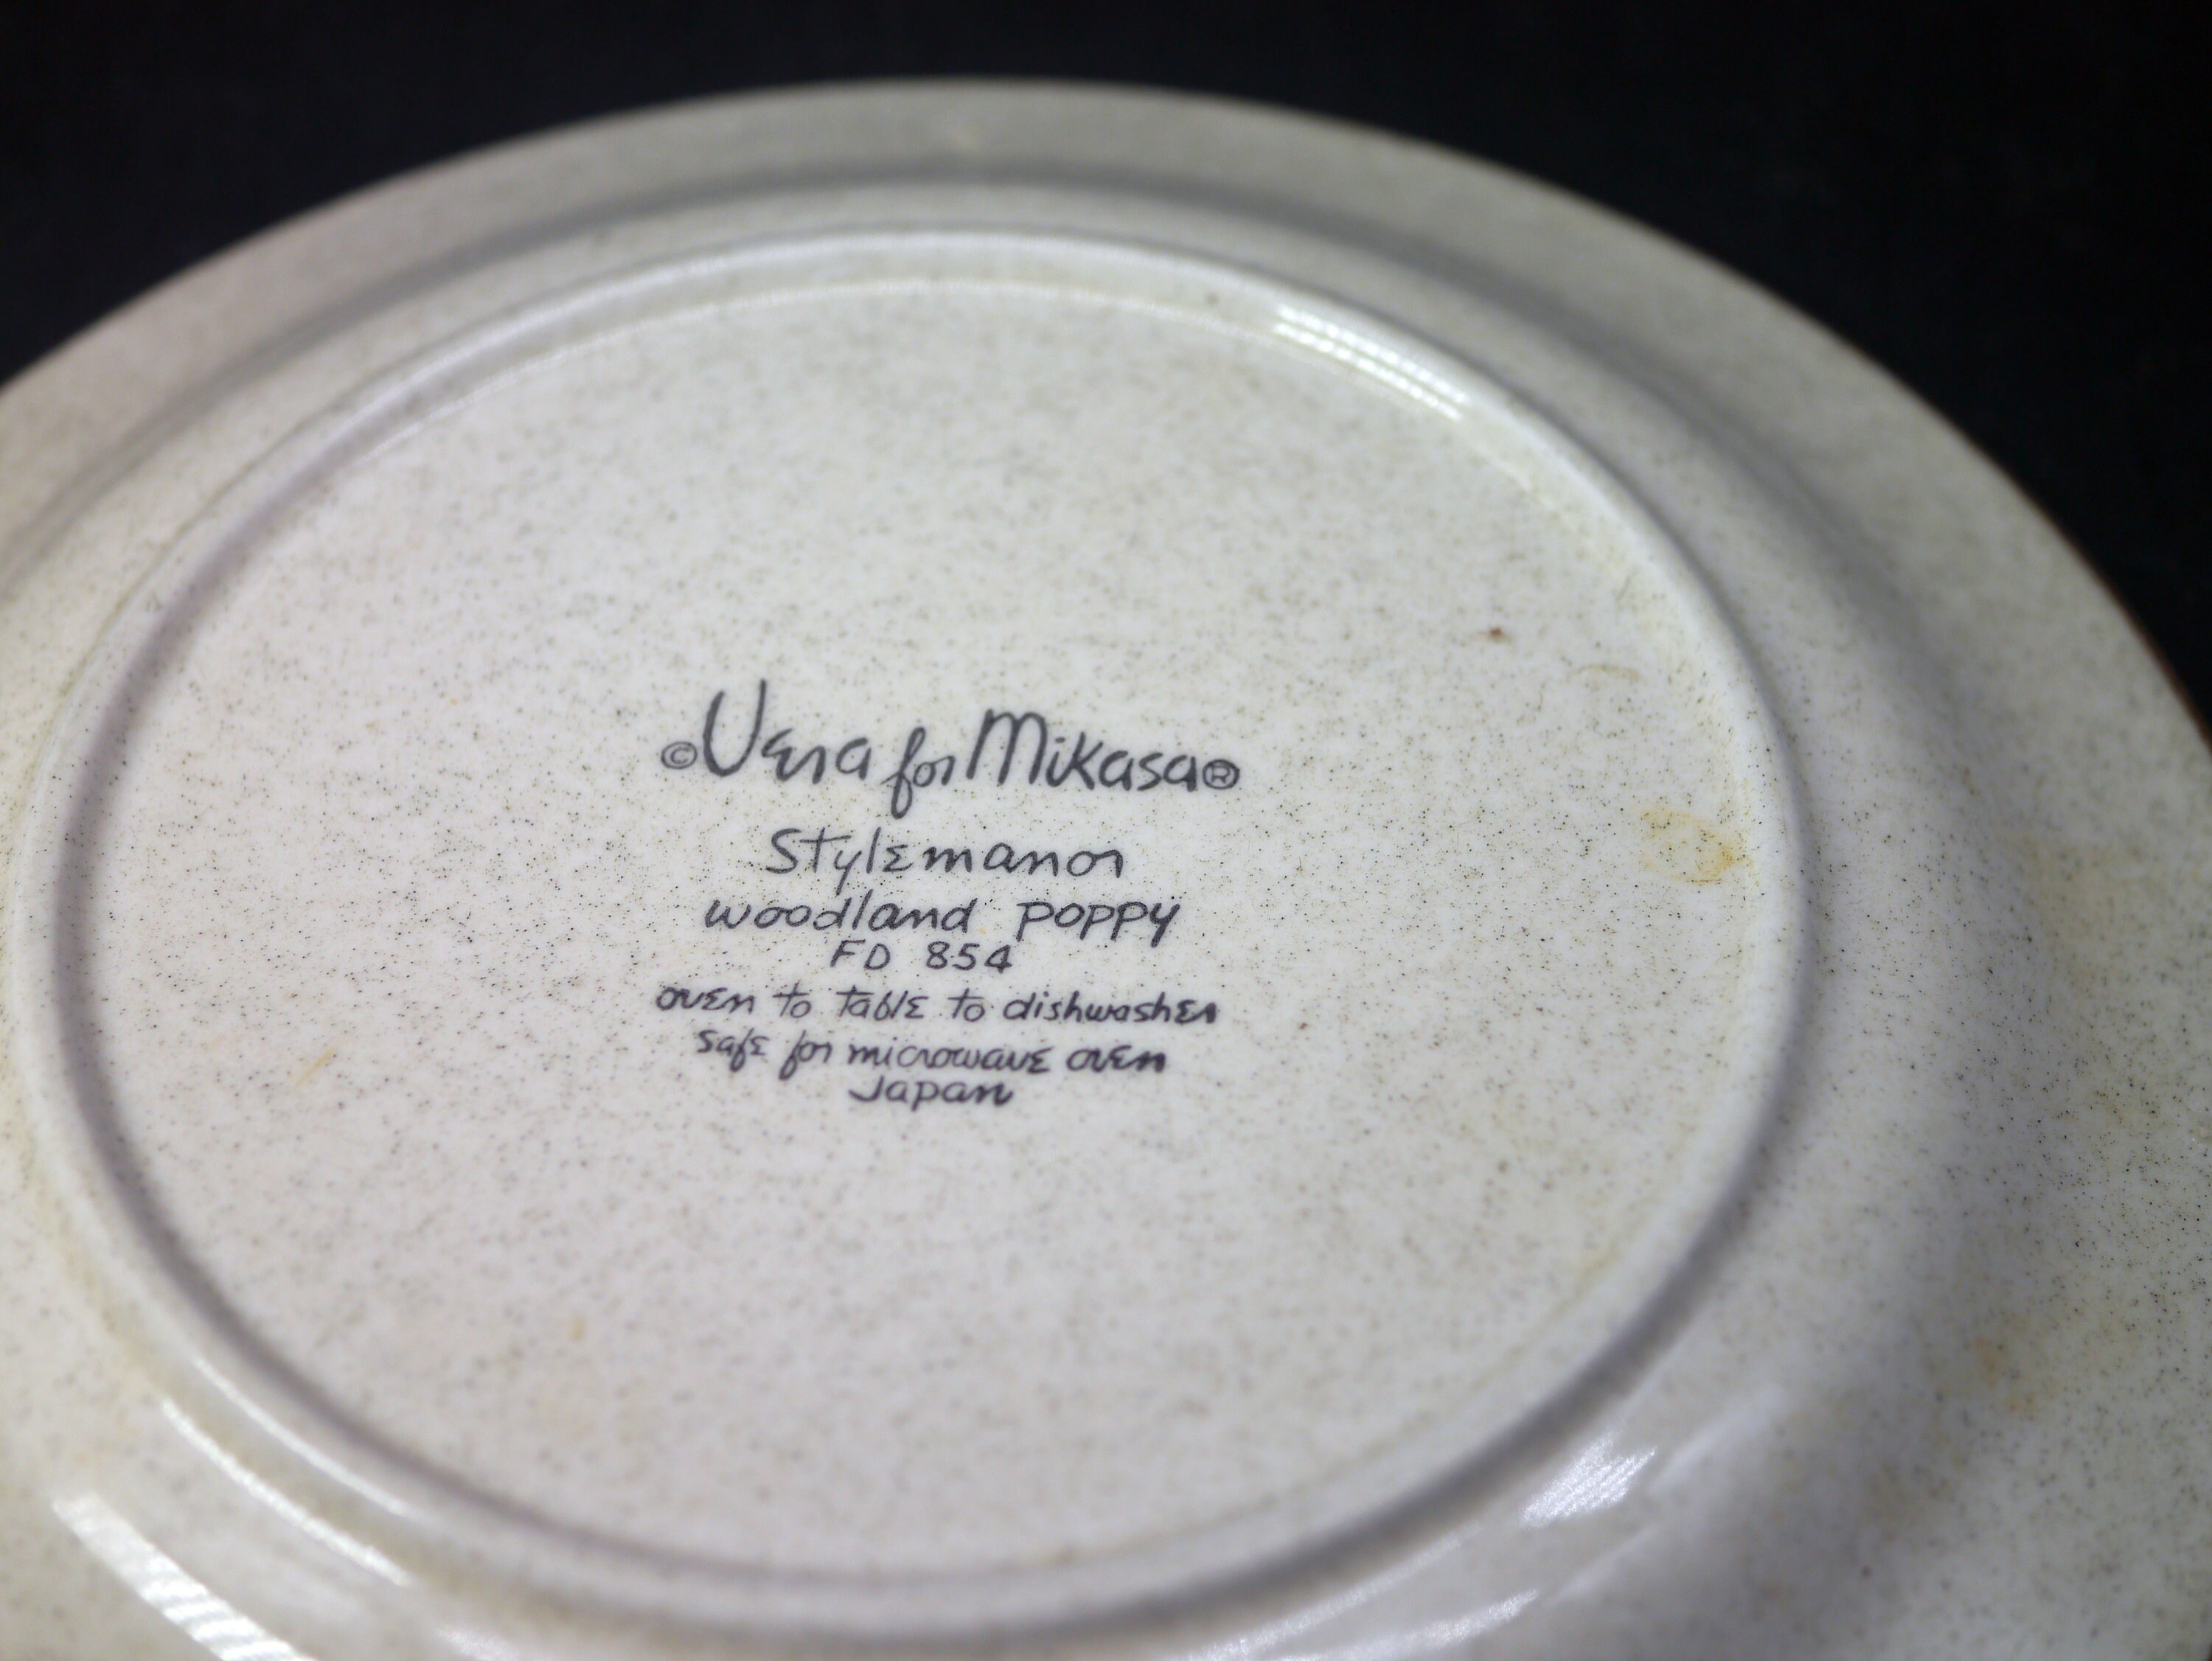 ©Vera for Mikasa®
Stylemanor
woodland poppy
FD 854
oven to table to dishwasher
safe for microwave oven
Japan